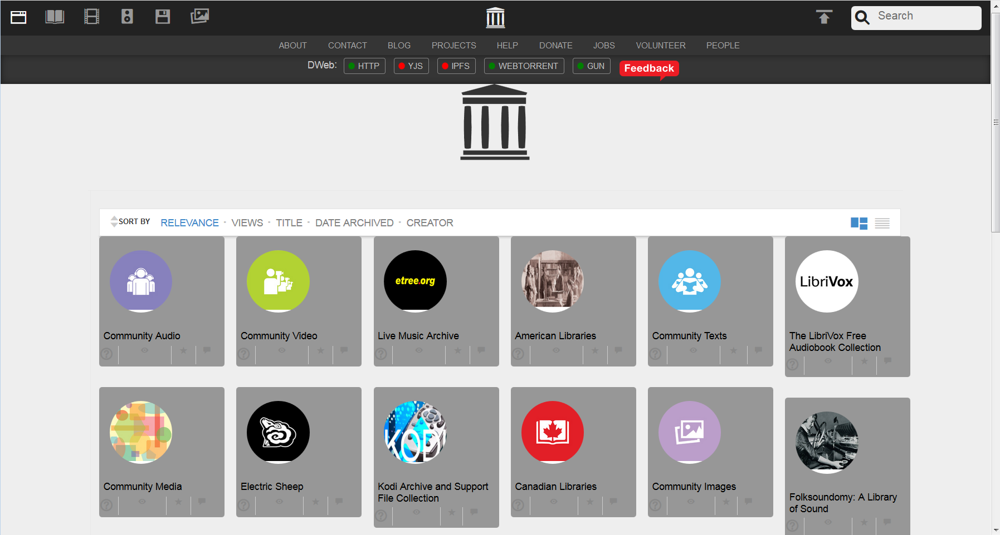 Search
ABOUT CONTACT BLOG PROJECTS HELP DONATE JOBS VOLUNTEER PEOPLE
DWeb: HTTP YJS IPFS WEBTORRENT GUN Feedback
SORT BY RELEVANCE · VIEWS · TITLE · DATE ARCHIVED · CREATOR
etree.org
LibriVox
Community Audio
Community Video
Live Music Archive
American Libraries
Community Texts
The LibriVox Free
Audiobook Collection
KODI
Community Media
Electric Sheep
Kodi Archive and Support
File Collection
Canadian Libraries
Community Images
Folksoundomy: A Library
of Sound